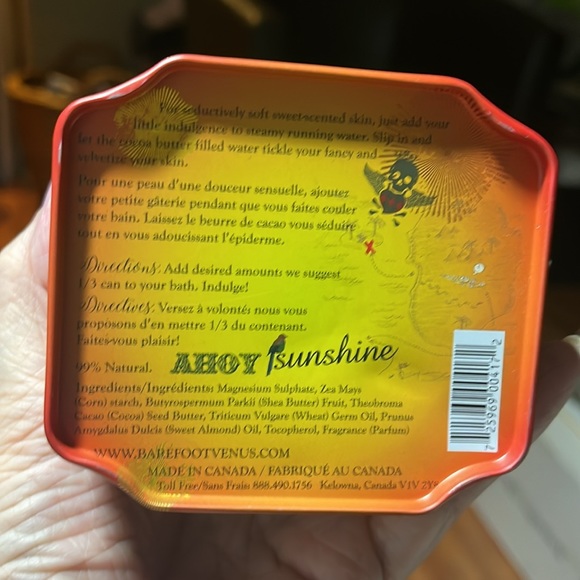 For seductively soft sweet-scented skin, just add your
little indulgence to steamy running water. Slip in and
let the cocoa butter filled water tickle your fancy and
velvetize your skin.
Pour une peau d'une douceur sensuelle, ajoutez
votre petite gâterie pendant que vous faites couler
votre bain. Laissez le beurre de cacao vous séduire
tout en vous adoucissant l'épiderme.
Directions: Add desired amount: we suggest
1/3 can to your bath. Indulge!
Directives: Versez à volonté: nous vous
proposons d'en mettre 1/3 du contenant.
Faites-vous plaisir!
99% Natural.
AHOY sunshine
Ingredients/Ingrédients: Magnesium Sulphate, Zea Mays
(Corn) starch, Butyrospermum Parkii (Shea Butter) Fruit, Theobroma
Cacao (Cocoa) Seed Butter, Triticum Vulgare (Wheat) Germ Oil, Prunus
Amygdalus Dulcis (Sweet Almond) Oil, Tocopherol, Fragrance (Parfum)
WWW.BAREFOOTVENUS.COM
MADE IN CANADA / FABRIQUÉ AU CANADA
Toll Free/Sans Frais: 888.490.1756 Kelowna, Canada V1V
7 25969 90417 2